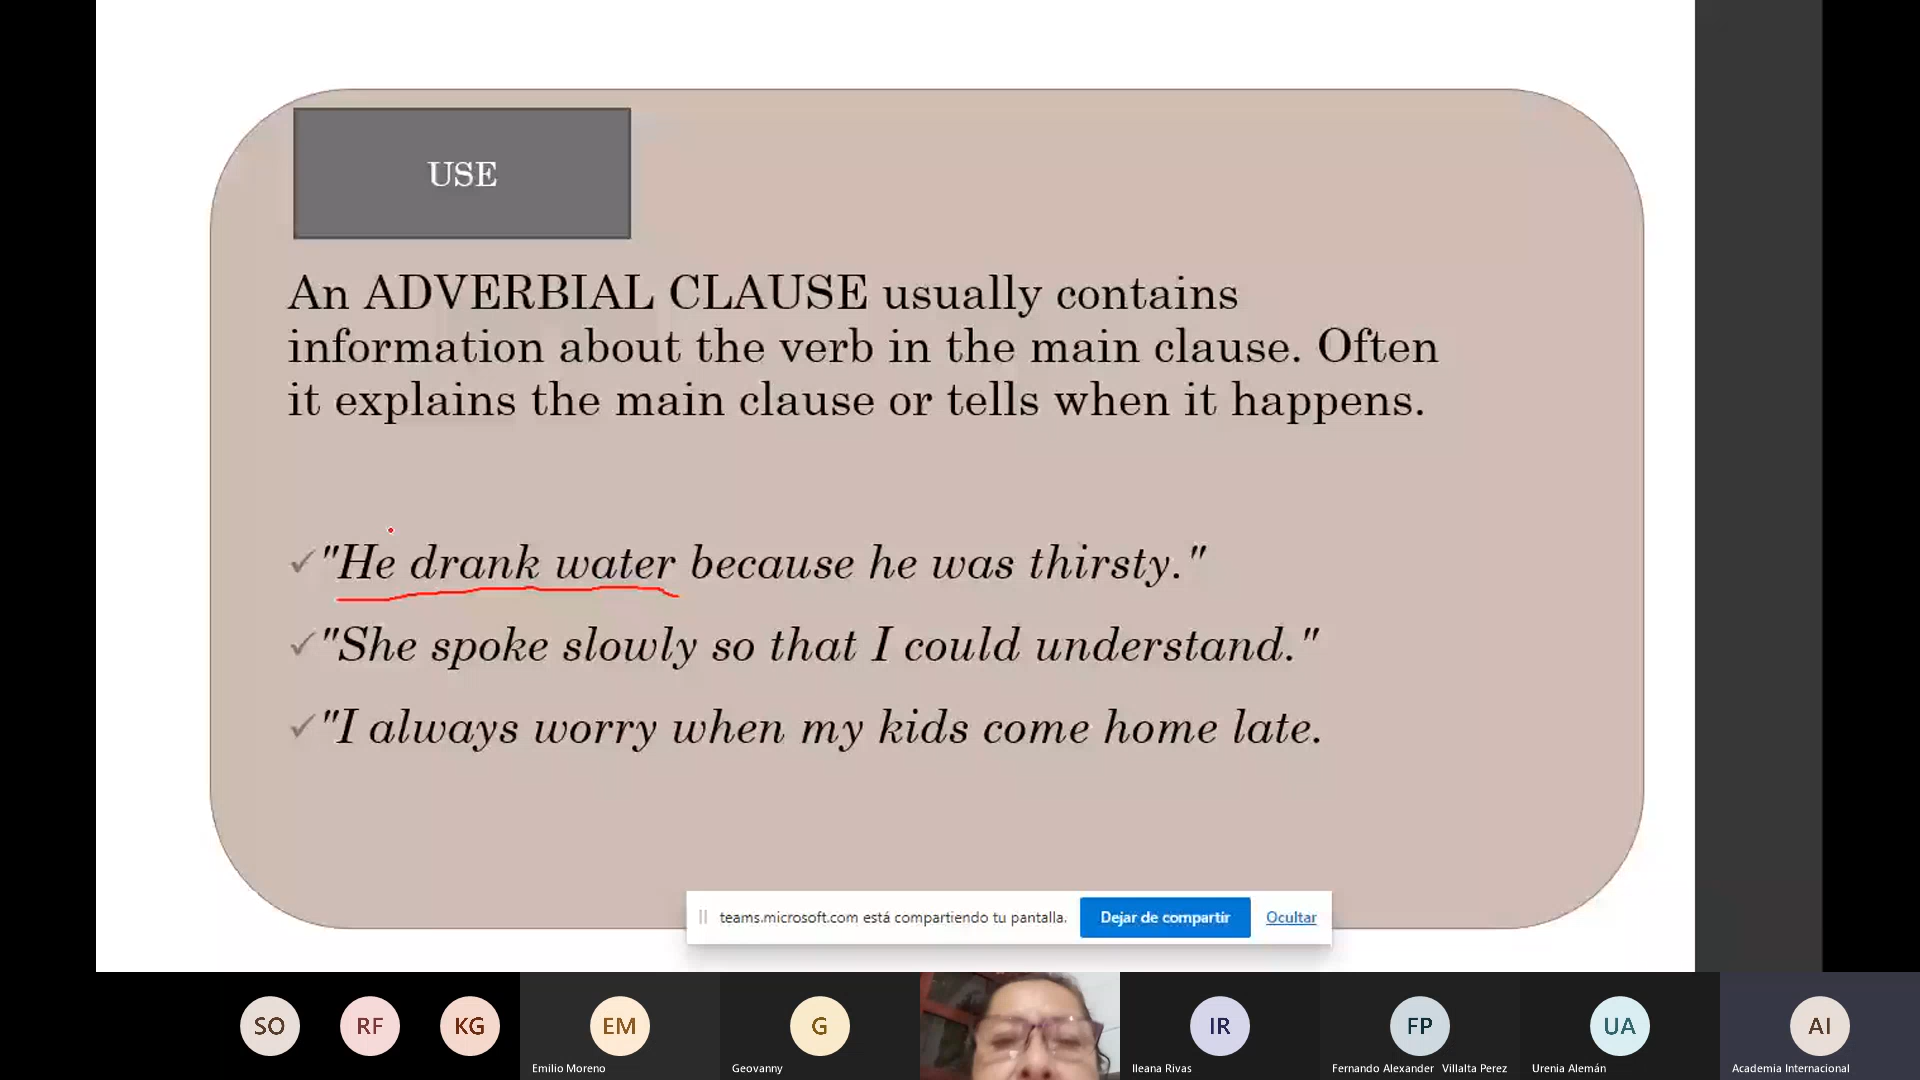 USE
An ADVERBIAL CLAUSE usually contains
information about the verb in the main clause. Often
it explains the main clause or tells when it happens.
"He drank water because he was thirsty."
"She spoke slowly so that I could understand."
"I always worry when my kids come home late.
teams.microsoft.com está compartiendo tu pantalla. Dejar de compartir Ocultar
SO RF KG EM G IR FP UA AI
Emilio Moreno Geovanny Ileana Rivas Fernando Alexander Villalta Perez Urenia Alemán Academia Internacional